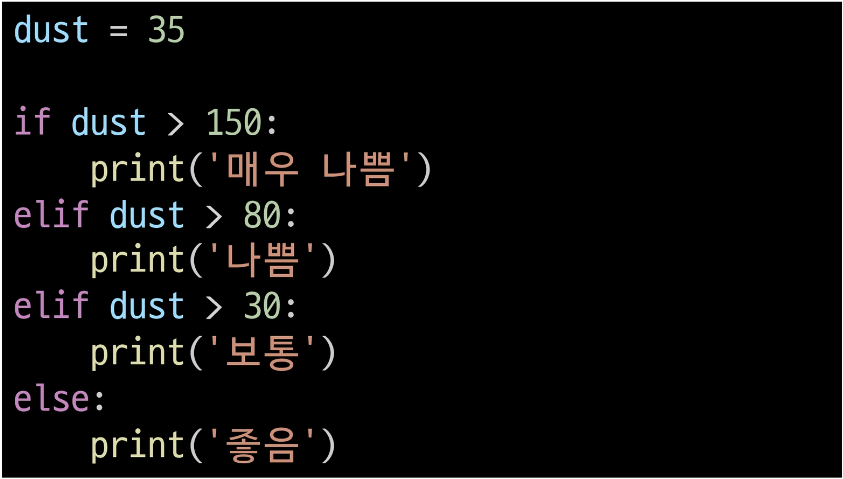 dust = 35
if dust > 150:
    print('매우 나쁨')
elif dust > 80:
    print('나쁨')
elif dust > 30:
    print('보통')
else:
    print('좋음')